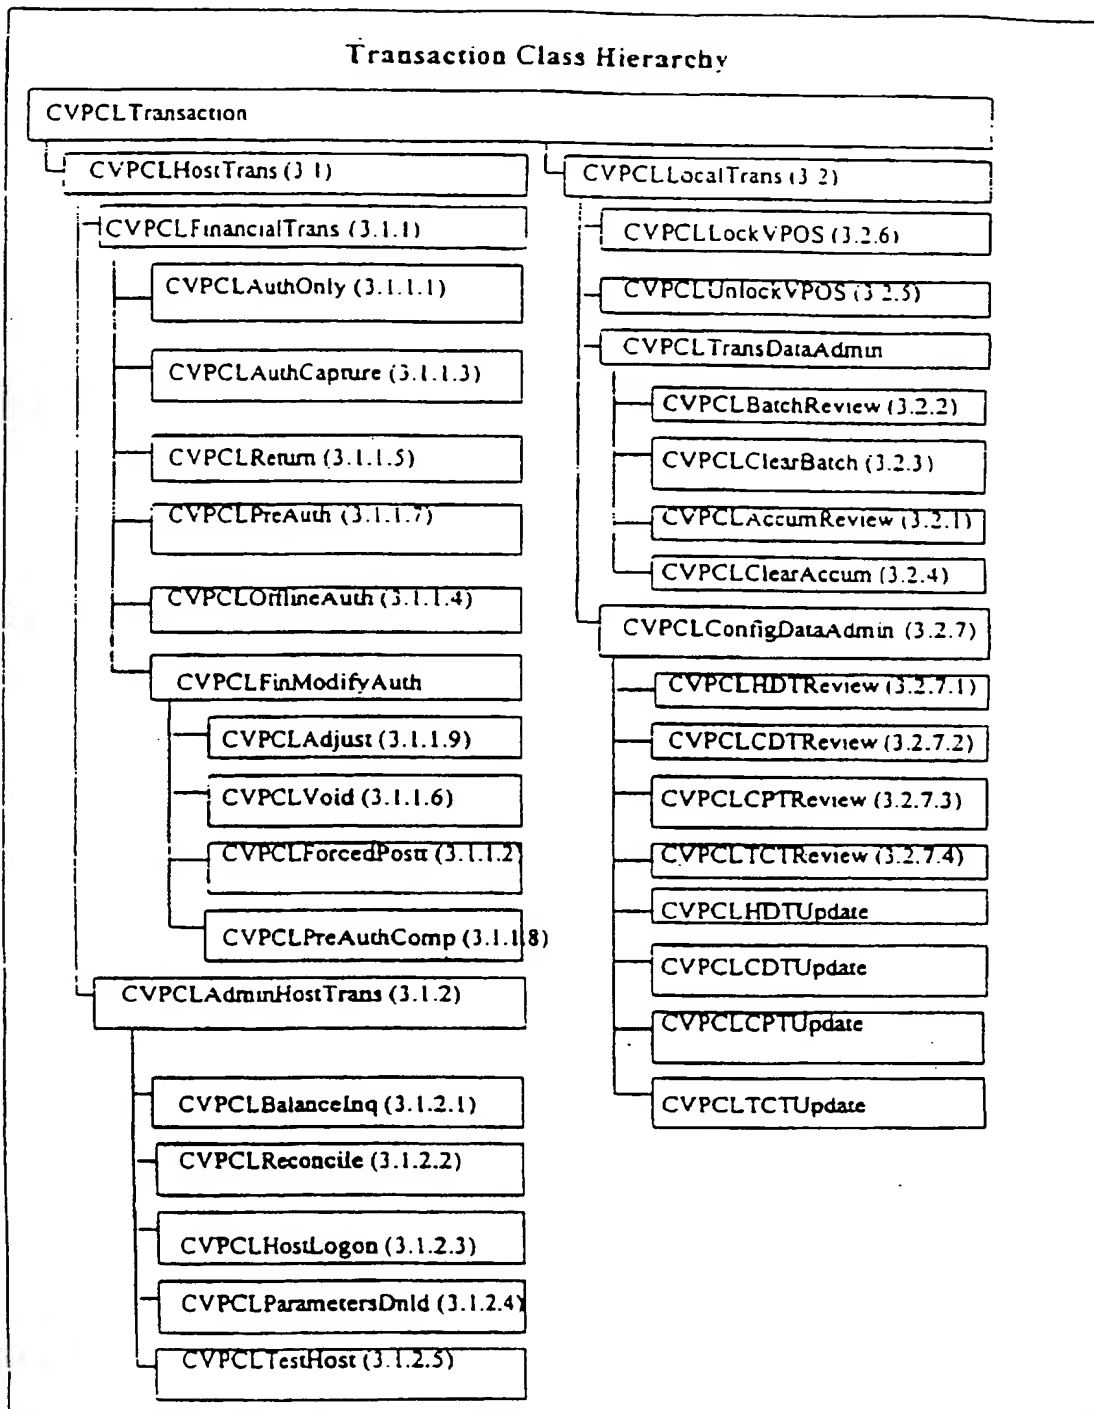 Transaction Class Hierarchy
CVPCLTransaction
CVPCLHostTrans (3.1)
CVPCLFinancialTrans (3.1.1)
CVPCLAuthOnly (3.1.1.1)
CVPCLAuthCapture (3.1.1.3)
CVPCLReturn (3.1.1.5)
CVPCLPreAuth (3.1.1.7)
CVPCLOfflineAuth (3.1.1.4)
CVPCLFinModifyAuth
CVPCLAdjust (3.1.1.9)
CVPCLVoid (3.1.1.6)
CVPCLForcedPostt (3.1.1.2)
CVPCLPreAuthComp (3.1.1.8)
CVPCLAdminHostTrans (3.1.2)
CVPCLBalanceInq (3.1.2.1)
CVPCLReconcile (3.1.2.2)
CVPCLHostLogon (3.1.2.3)
CVPCLParametersDnld (3.1.2.4)
CVPCLTestHost (3.1.2.5)
CVPCLLocalTrans (3.2)
CVPCLLockVPOS (3.2.6)
CVPCLUnlockVPOS (3.2.5)
CVPCLTransDataAdmin
CVPCLBatchReview (3.2.2)
CVPCLClearBatch (3.2.3)
CVPCLAccumReview (3.2.1)
CVPCLClearAccum (3.2.4)
CVPCLConfigDataAdmin (3.2.7)
CVPCLHDTReview (3.2.7.1)
CVPCLCDTReview (3.2.7.2)
CVPCLCPTReview (3.2.7.3)
CVPCLTCTReview (3.2.7.4)
CVPCLHDTUpdate
CVPCLCDTUpdate
CVPCLCPTUpdate
CVPCLTCTUpdate